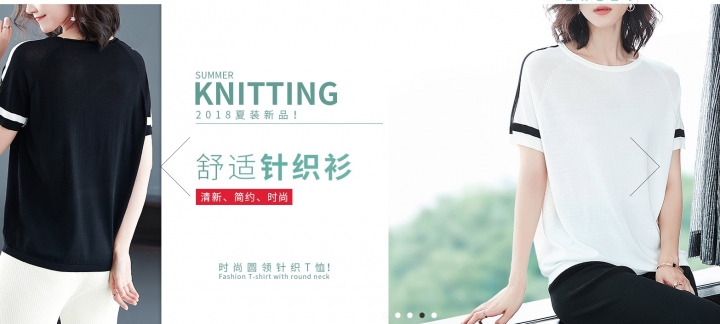 SUMMER
KNITTING
2018夏装新品!
舒适针织衫
清新、简约、时尚
时尚圆领针织T恤!
Fashion T-shirt with round neck